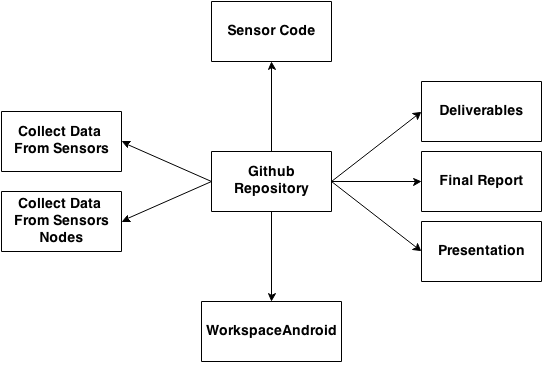 Sensor Code
Deliverables
Collect Data
From Sensors
Github
Repository
Final Report
Collect Data
From Sensors
Nodes
Presentation
WorkspaceAndroid